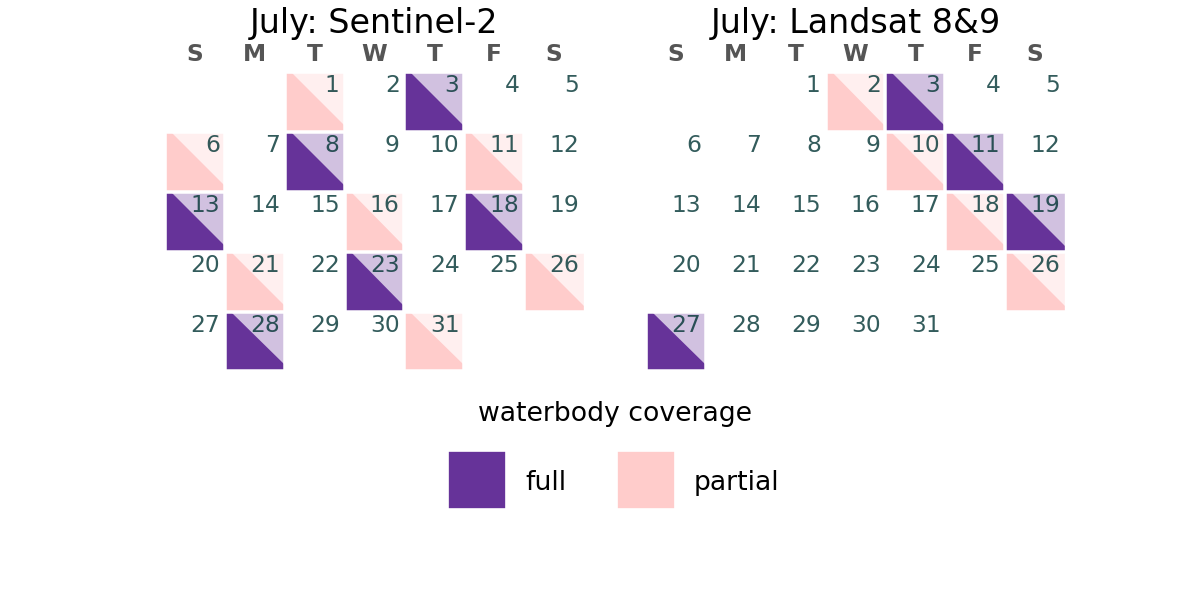 July: Sentinel-2
S M T W T F S
1 2 3 4 5
6 7 8 9 10 11 12
13 14 15 16 17 18 19
20 21 22 23 24 25 26
27 28 29 30 31
July: Landsat 8&9
S M T W T F S
1 2 3 4 5
6 7 8 9 10 11 12
13 14 15 16 17 18 19
20 21 22 23 24 25 26
27 28 29 30 31
waterbody coverage
full
partial